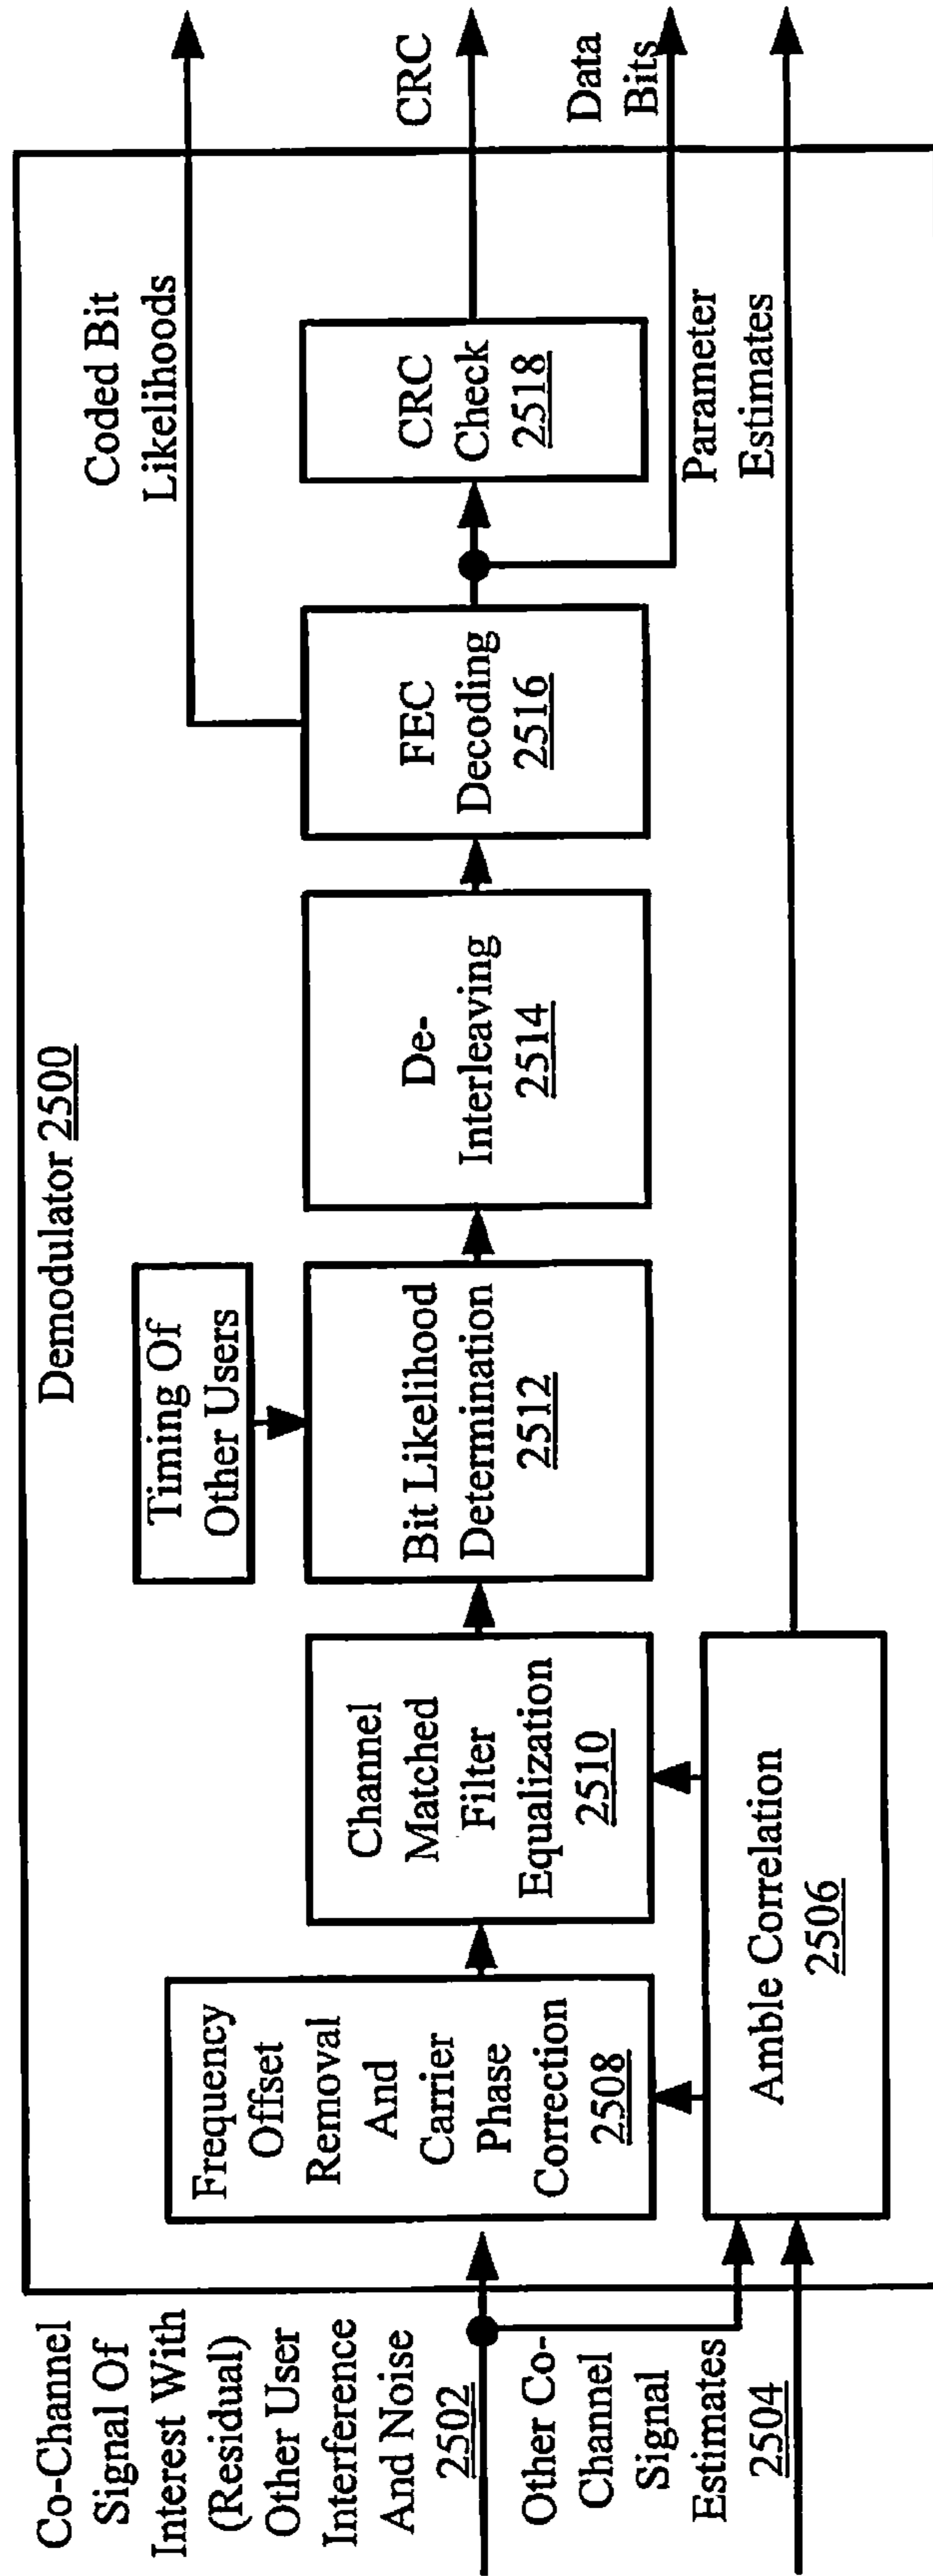 Demodulator 2500
Co-Channel
Signal Of
Interest With
(Residual)
Other User
Interference
And Noise
2502
Other Co-
Channel
Signal
Estimates
2504
Frequency
Offset
Removal
And
Carrier
Phase
Correction
2508
Amble Correlation
2506
Channel
Matched
Filter
Equalization
2510
Timing Of
Other Users
Bit Likelihood
Determination
2512
De-
Interleaving
2514
FEC
Decoding
2516
CRC
Check
2518
Coded Bit
Likelihoods
CRC
Data
Bits
Parameter
Estimates